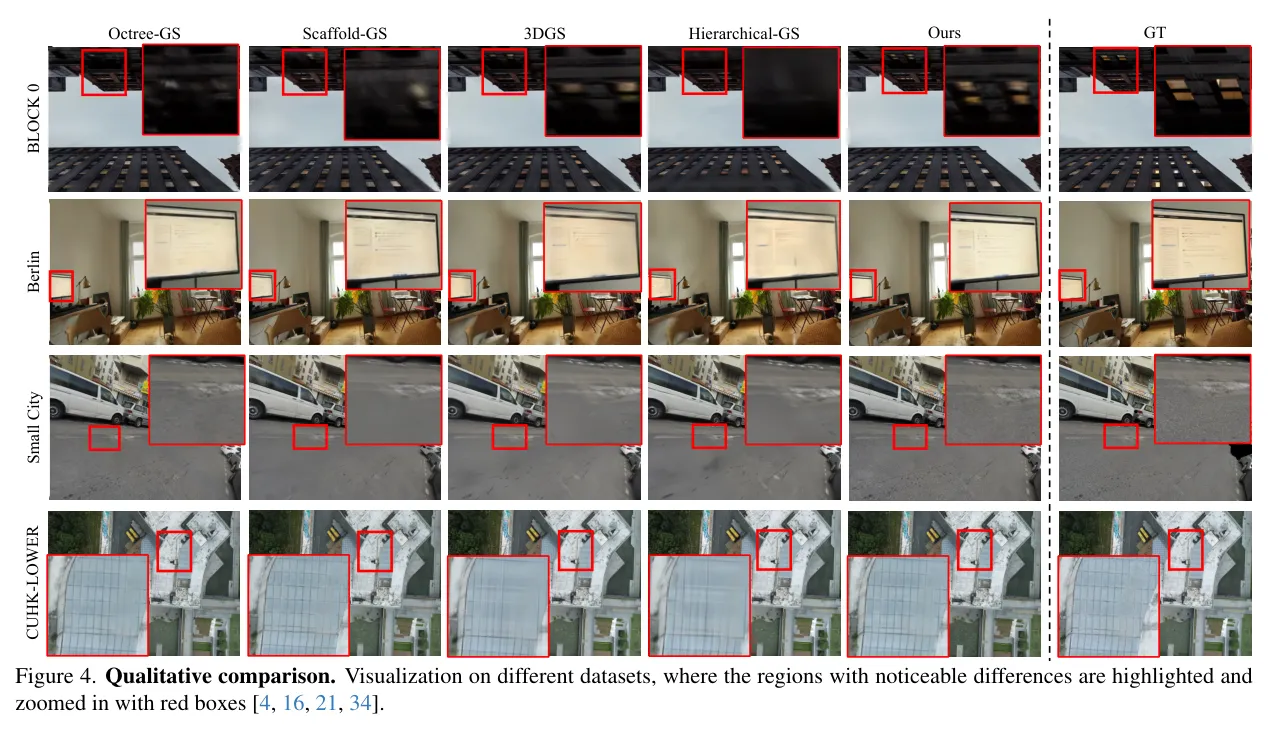 Octree-GS Scaffold-GS 3DGS Hierarchical-GS Ours GT
BLOCK 0
Berlin
Small City
CUHK-LOWER
Figure 4. Qualitative comparison. Visualization on different datasets, where the regions with noticeable differences are highlighted and
zoomed in with red boxes [4, 16, 21, 34].